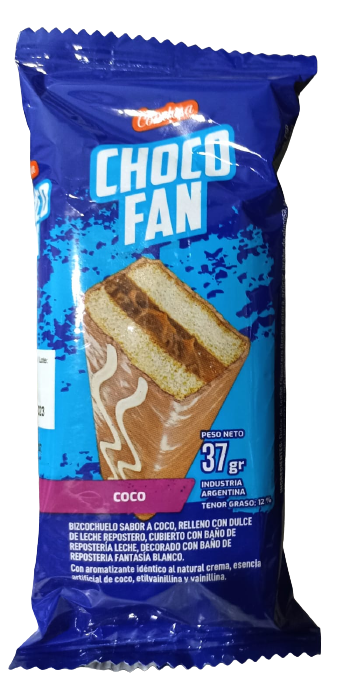 CHOCO
FAN
PESO NETO
37gr
INDUSTRIA
ARGENTINA
TENOR GRASO: 12%
COCO
BIZCOCHUELO SABOR A COCO, RELLENO CON DULCE
DE LECHE REPOSTERO, CUBIERTO CON BAÑO DE
REPOSTERÍA LECHE, DECORADO CON BAÑO DE
REPOSTERIA FANTASÍA BLANCO.
Con aromatizante idéntico al natural crema, esencia
artificial de coco, etilvainillina y vainillina.